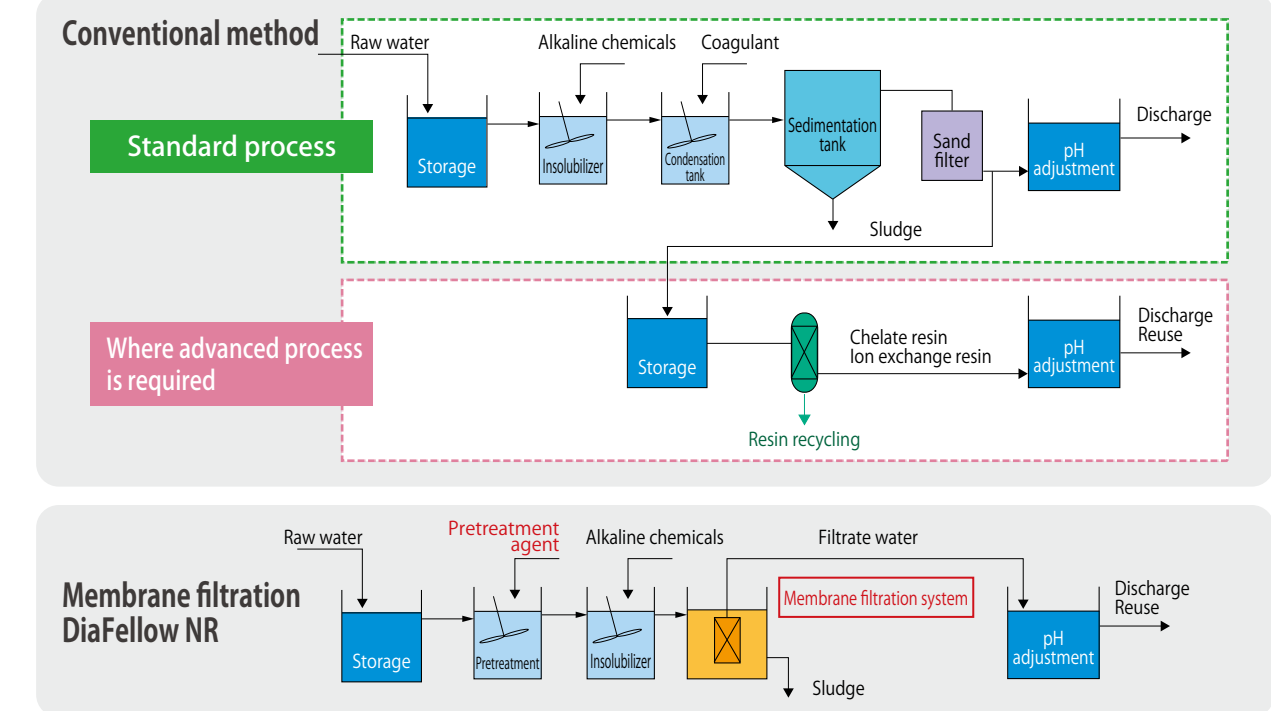 Conventional method
Raw water
Alkaline chemicals
Coagulant
Standard process
Storage
Insolubilizer
Condensation
tank
Sedimentation
tank
Sand
filter
pH
adjustment
Discharge
Sludge
Where advanced process
is required
Storage
Chelate resin
Ion exchange resin
pH
adjustment
Discharge
Reuse
Resin recycling
Membrane filtration
DiaFellow NR
Raw water
Pretreatment
agent
Alkaline chemicals
Filtrate water
Storage
Pretreatment
Insolubilizer
Membrane filtration system
pH
adjustment
Discharge
Reuse
Sludge